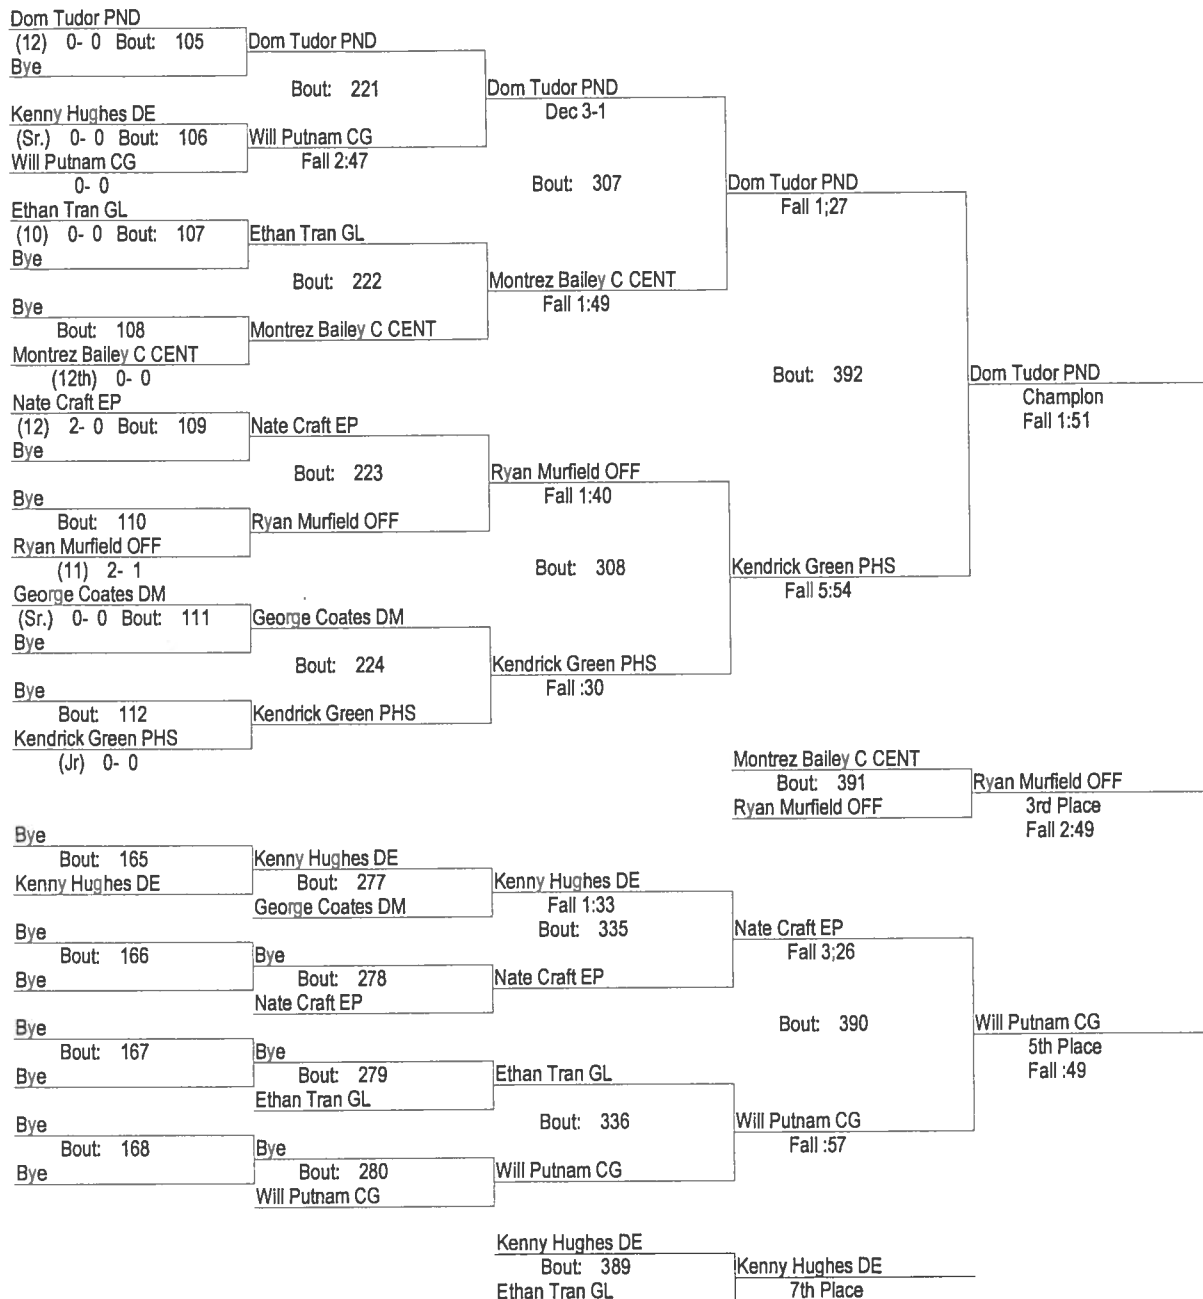 Dom Tudor PND
(12) 0- 0 Bout: 105
Bye
Dom Tudor PND
Bout: 221
Kenny Hughes DE
(Sr.) 0- 0 Bout: 106
Will Putnam CG
0- 0
Will Putnam CG
Fall 2:47
Dom Tudor PND
Dec 3-1
Bout: 307
Ethan Tran GL
(10) 0- 0 Bout: 107
Bye
Ethan Tran GL
Bout: 222
Bye
Bout: 108
Montrez Bailey C CENT
(12th) 0- 0
Montrez Bailey C CENT
Montrez Bailey C CENT
Fall 1:49
Dom Tudor PND
Fall 1;27
Bout: 392
Nate Craft EP
(12) 2- 0 Bout: 109
Bye
Nate Craft EP
Bout: 223
Bye
Bout: 110
Ryan Murfield OFF
(11) 2- 1
Ryan Murfield OFF
Ryan Murfield OFF
Fall 1:40
Bout: 308
George Coates DM
(Sr.) 0- 0 Bout: 111
Bye
George Coates DM
Bout: 224
Bye
Bout: 112
Kendrick Green PHS
(Jr) 0- 0
Kendrick Green PHS
Kendrick Green PHS
Fall :30
Kendrick Green PHS
Fall 5:54
Dom Tudor PND
Champion
Fall 1:51
Montrez Bailey C CENT
Bout: 391
Ryan Murfield OFF
Ryan Murfield OFF
3rd Place
Fall 2:49
Bye
Bout: 165
Kenny Hughes DE
Kenny Hughes DE
Bout: 277
George Coates DM
Kenny Hughes DE
Fall 1:33
Bout: 335
Bye
Bout: 166
Bye
Bye
Bout: 278
Nate Craft EP
Nate Craft EP
Nate Craft EP
Fall 3;26
Bout: 390
Bye
Bout: 167
Bye
Bye
Bout: 279
Ethan Tran GL
Ethan Tran GL
Bout: 336
Bye
Bout: 168
Bye
Bye
Bout: 280
Will Putnam CG
Will Putnam CG
Will Putnam CG
Fall :57
Will Putnam CG
5th Place
Fall :49
Kenny Hughes DE
Bout: 389
Ethan Tran GL
Kenny Hughes DE
7th Place